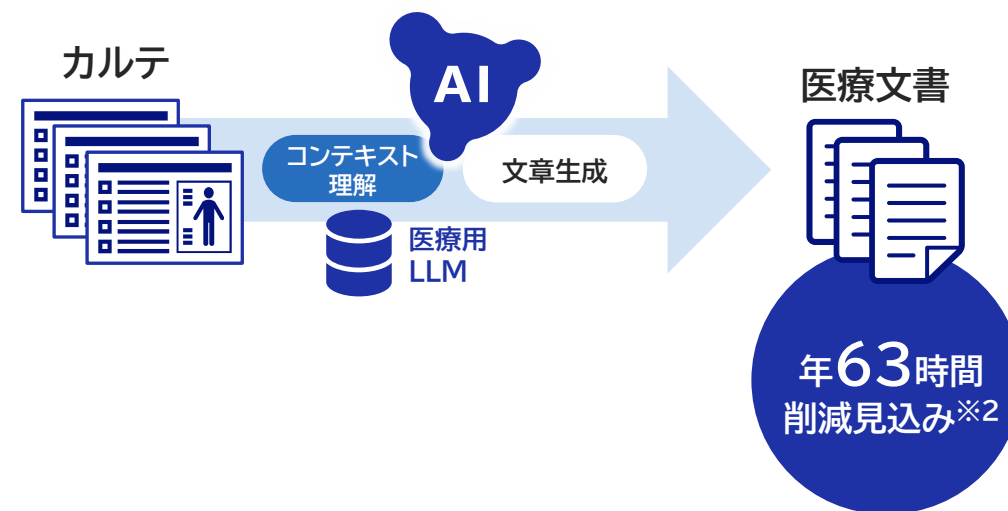 カルテ
AI
コンテキスト
理解
文章生成
医療用
LLM
医療文書
年63時間
削減見込み※2